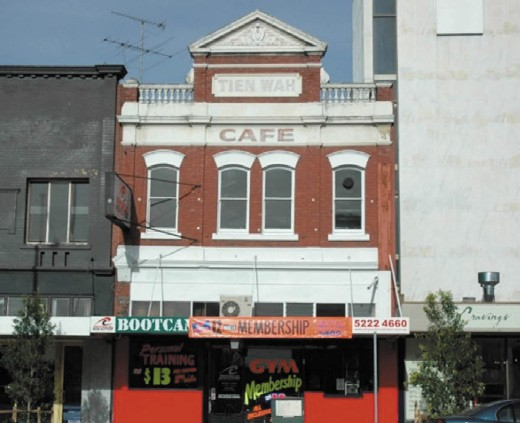 TIEN WAH
CAFE
BOOTCA
MEMBERSHIP
5222 4660
Cravings
Personal
TRAINING
$13
GYM
Membership